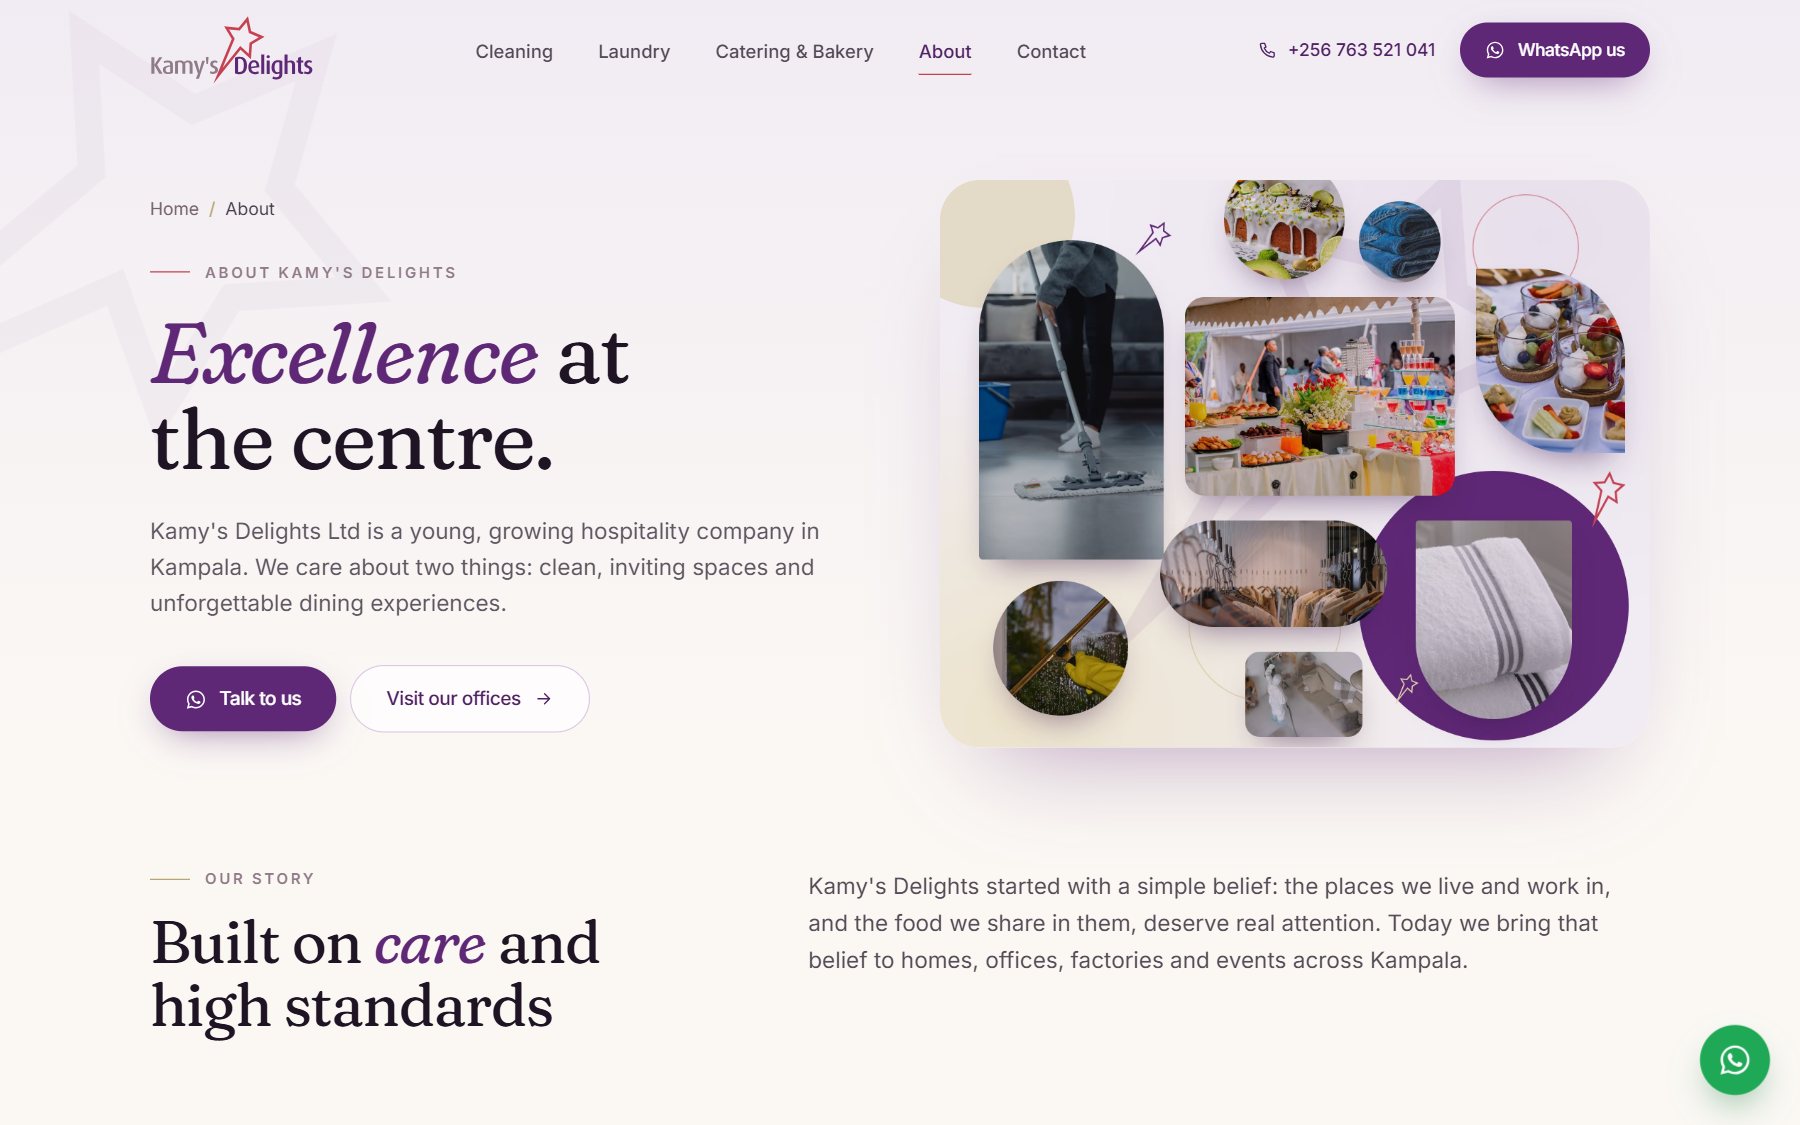 Kamy's Delights
Cleaning
Laundry
Catering & Bakery
About
Contact
+256 763 521 041
WhatsApp us
Home / About
ABOUT KAMY'S DELIGHTS
Excellence at
the centre.
Kamy's Delights Ltd is a young, growing hospitality company in
Kampala. We care about two things: clean, inviting spaces and
unforgettable dining experiences.
Talk to us
Visit our offices
OUR STORY
Built on care and
high standards
Kamy's Delights started with a simple belief: the places we live and work in,
and the food we share in them, deserve real attention. Today we bring that
belief to homes, offices, factories and events across Kampala.